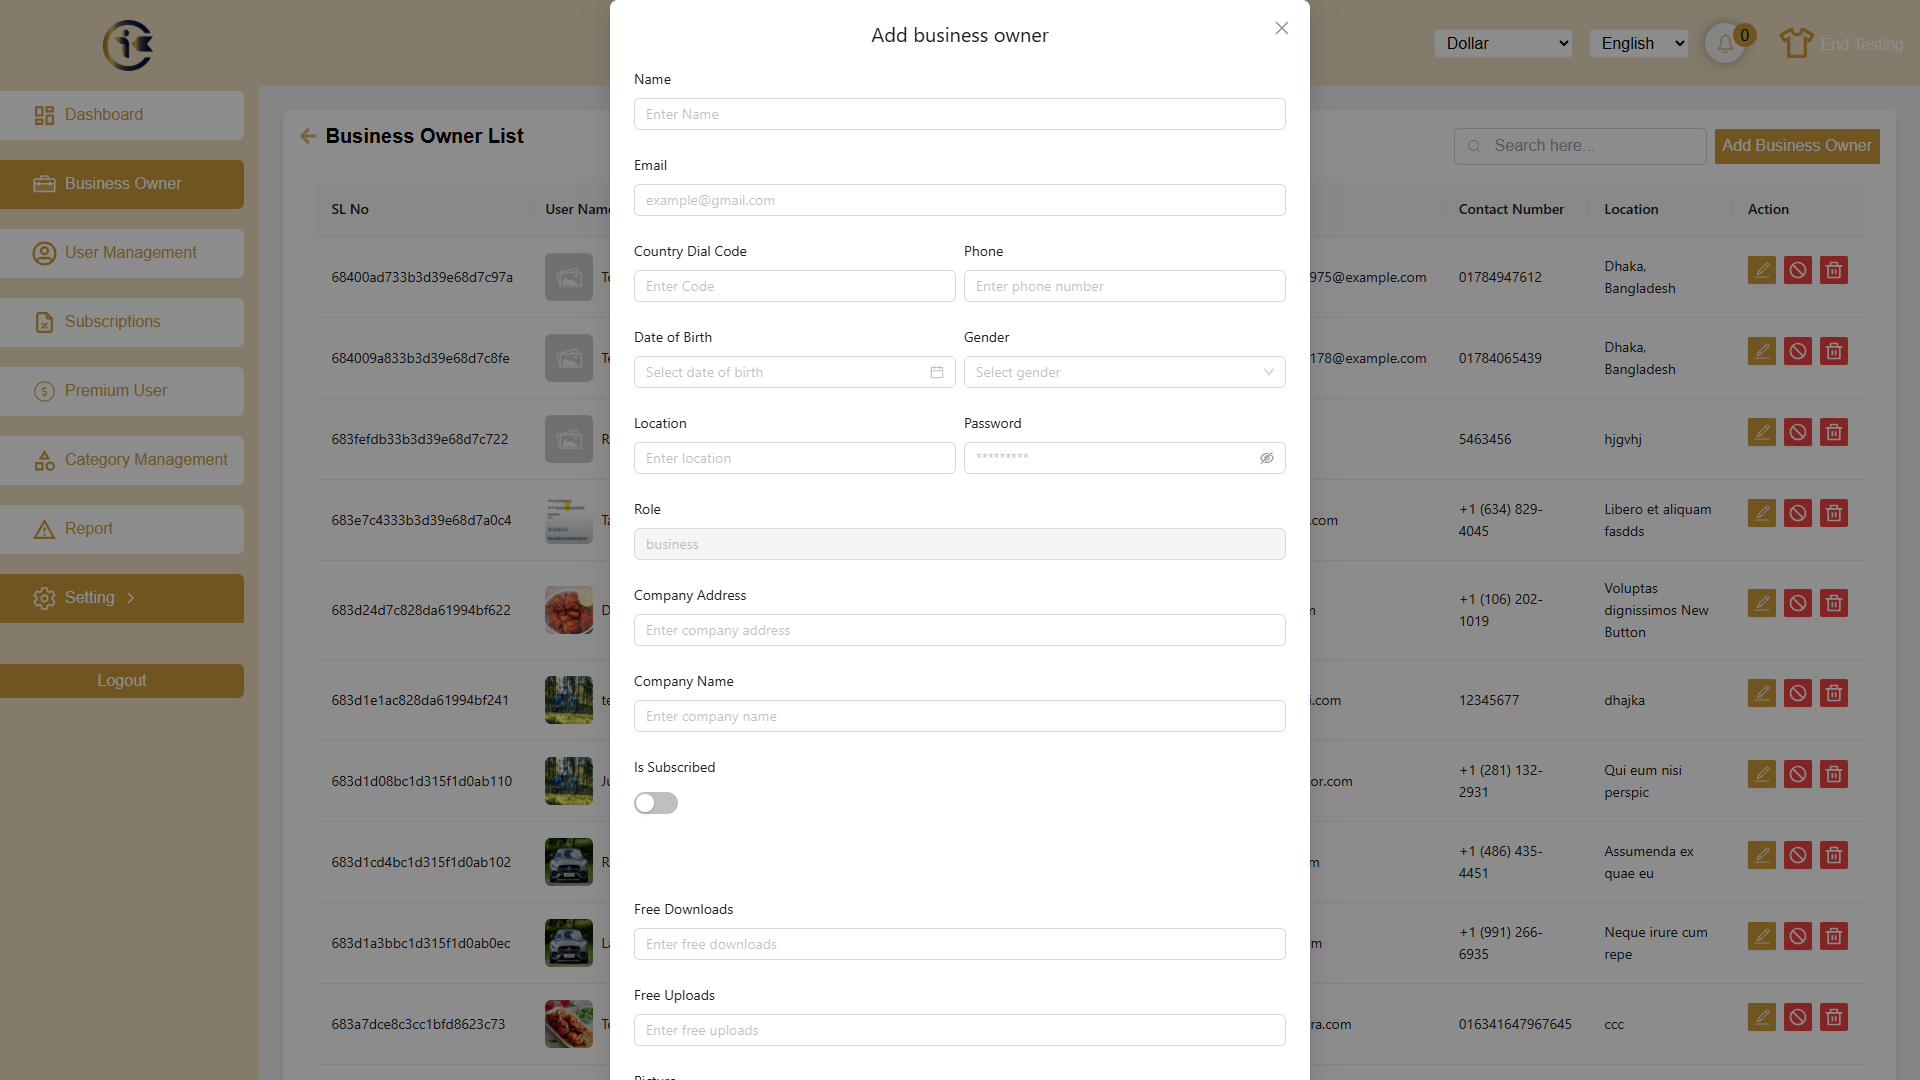 Add business owner
Dollar
English
0
End Testing
Dashboard
Business Owner
User Management
Subscriptions
Premium User
Category Management
Report
Setting
Logout
Business Owner List
Search here...
Add Business Owner
SL No
User Name
Contact Number
Location
Action
68400ad733b3d39e68d7c97a
975@example.com
01784947612
Dhaka,
Bangladesh
684009a833b3d39e68d7c8fe
178@example.com
01784065439
Dhaka,
Bangladesh
683fefdb33b3d39e68d7c722
R
5463456
hjgvhj
683e7c4333b3d39e68d7a0c4
Ta
.com
+1 (634) 829-
4045
Libero et aliquam
fasdds
683d24d7c828da61994bf622
D
+1 (106) 202-
1019
Voluptas
dignissimos New
Button
683d1e1ac828da61994bf241
te
i.com
12345677
dhajka
683d1d08bc1d315f1d0ab110
Ju
or.com
+1 (281) 132-
2931
Qui eum nisi
perspic
683d1cd4bc1d315f1d0ab102
R
+1 (486) 435-
4451
Assumenda ex
quae eu
683d1a3bbc1d315f1d0ab0ec
La
+1 (991) 266-
6935
Neque irure cum
repe
683a7dce8c3cc1bfd8623c73
Te
ra.com
016341647967645
ccc
Name
Enter Name
Email
example@gmail.com
Country Dial Code
Phone
Enter Code
Enter phone number
Date of Birth
Gender
Select date of birth
Select gender
Location
Password
Enter location
*********
Role
business
Company Address
Enter company address
Company Name
Enter company name
Is Subscribed
Free Downloads
Enter free downloads
Free Uploads
Enter free uploads
Picture